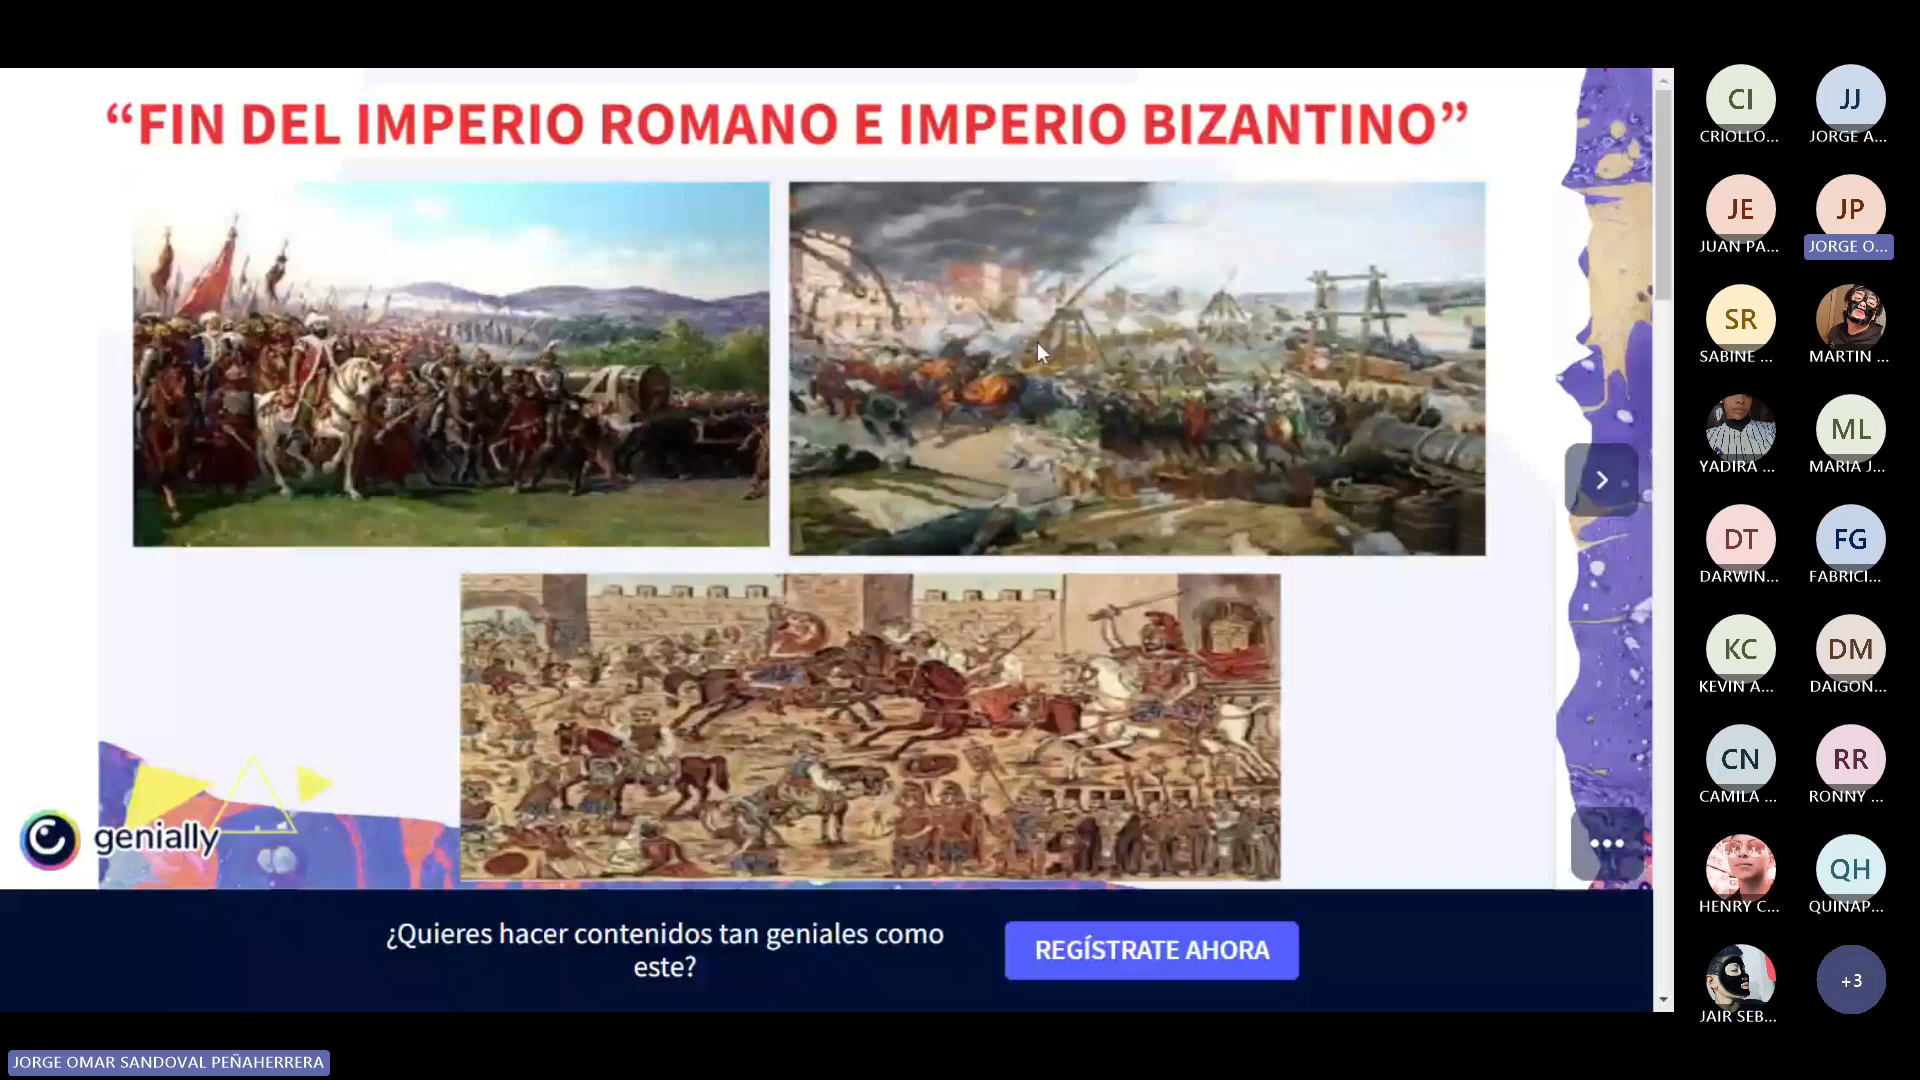 “FIN DEL IMPERIO ROMANO E IMPERIO BIZANTINO”
genially
¿Quieres hacer contenidos tan geniales como
este?
REGÍSTRATE AHORA
JORGE OMAR SANDOVAL PEÑAHERRERA
CI
CRIOLLO...
JJ
JORGE A...
JE
JUAN PA...
JP
JORGE O...
SR
SABINE ...
MARTIN ...
YADIRA ...
ML
MARIA J...
DT
DARWIN...
FG
FABRICI...
KC
KEVIN A...
DM
DAIGON...
CN
CAMILA ...
RR
RONNY ...
HENRY C...
QH
QUINAP...
JAIR SEB...
+3